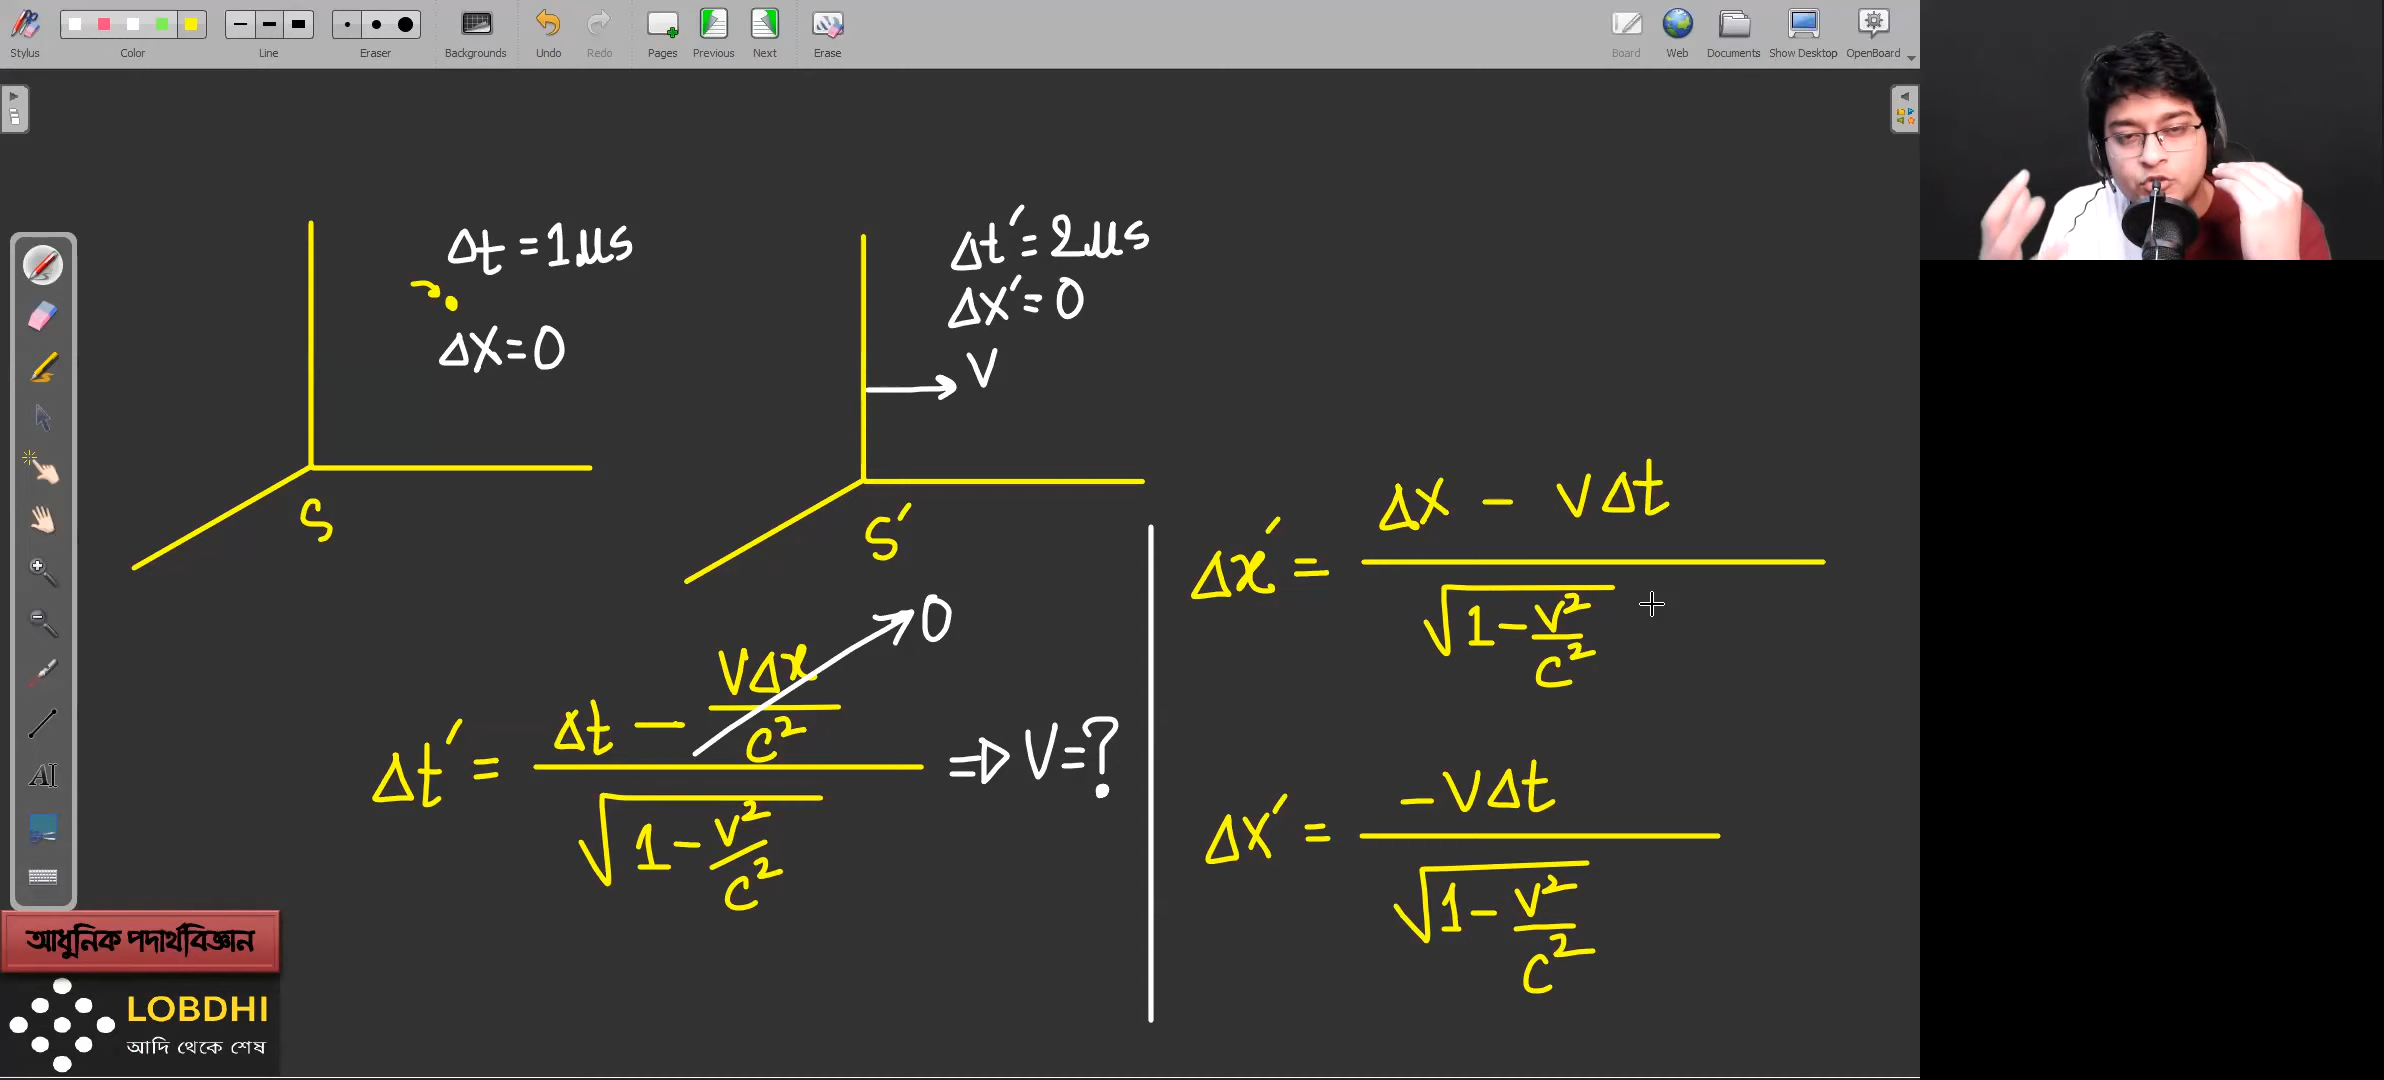 Stylus
Color
Line
Eraser
Backgrounds
Undo
Redo
Pages
Previous
Next
Erase
Board
Web
Documents
Show Desktop
OpenBoard
Δt = 1μs
ΔX = 0
S
Δt′ = 2μs
ΔX′ = 0
V
S′
Δt′ = (Δt − VΔx/c²) / √(1 − v²/c²) ⇒ V = ?
0
Δx′ = (ΔX − VΔt) / √(1 − v²/c²)
ΔX′ = −VΔt / √(1 − v²/c²)
AI
আধুনিক পদার্থবিজ্ঞান
LOBDHI
আদি থেকে শেষ